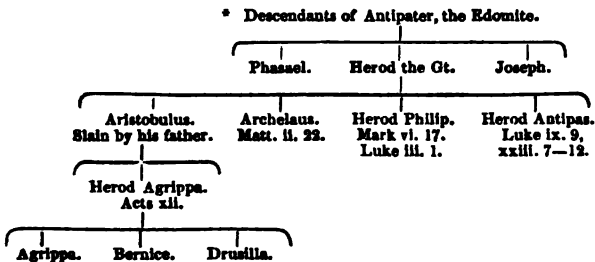 * Descendants of Antipater, the Edomite.
Phasael. Herod the Gt. Joseph.
Aristobulus. Archelaus. Herod Philip. Herod Antipas.
Slain by his father. Matt. ii. 22. Mark vi. 17. Luke ix. 9,
Luke iii. 1. xxiii. 7—12.
Herod Agrippa.
Acts xii.
Agrippa. Bernice. Drusilla.